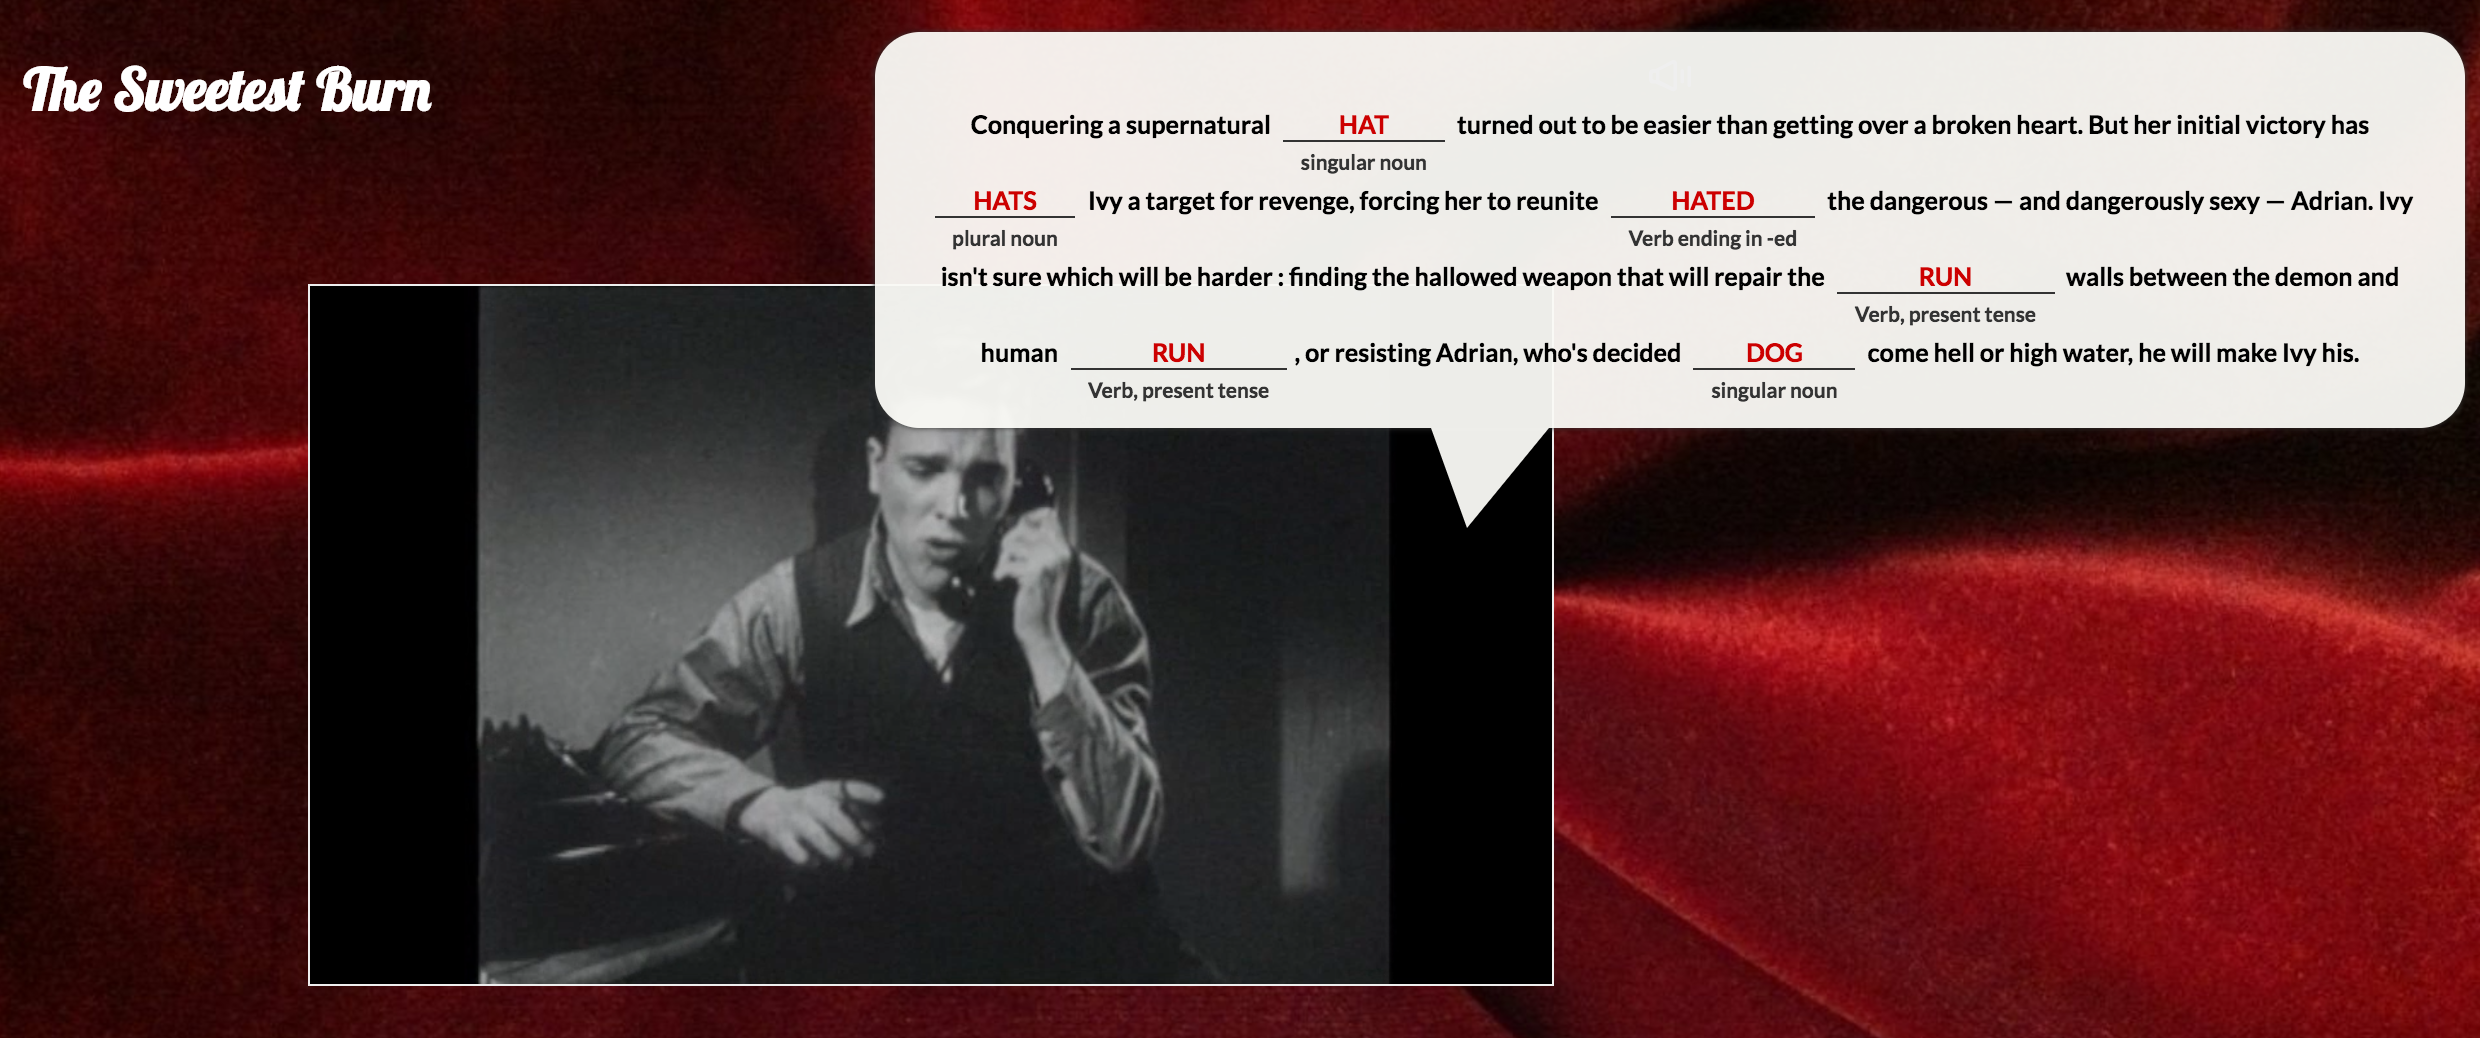 The Sweetest Burn
Conquering a supernatural HAT turned out to be easier than getting over a broken heart. But her initial victory has
singular noun
HATS Ivy a target for revenge, forcing her to reunite HATED the dangerous — and dangerously sexy — Adrian. Ivy
plural noun Verb ending in -ed
isn't sure which will be harder : finding the hallowed weapon that will repair the RUN walls between the demon and
Verb, present tense
human RUN , or resisting Adrian, who's decided DOG come hell or high water, he will make Ivy his.
Verb, present tense singular noun